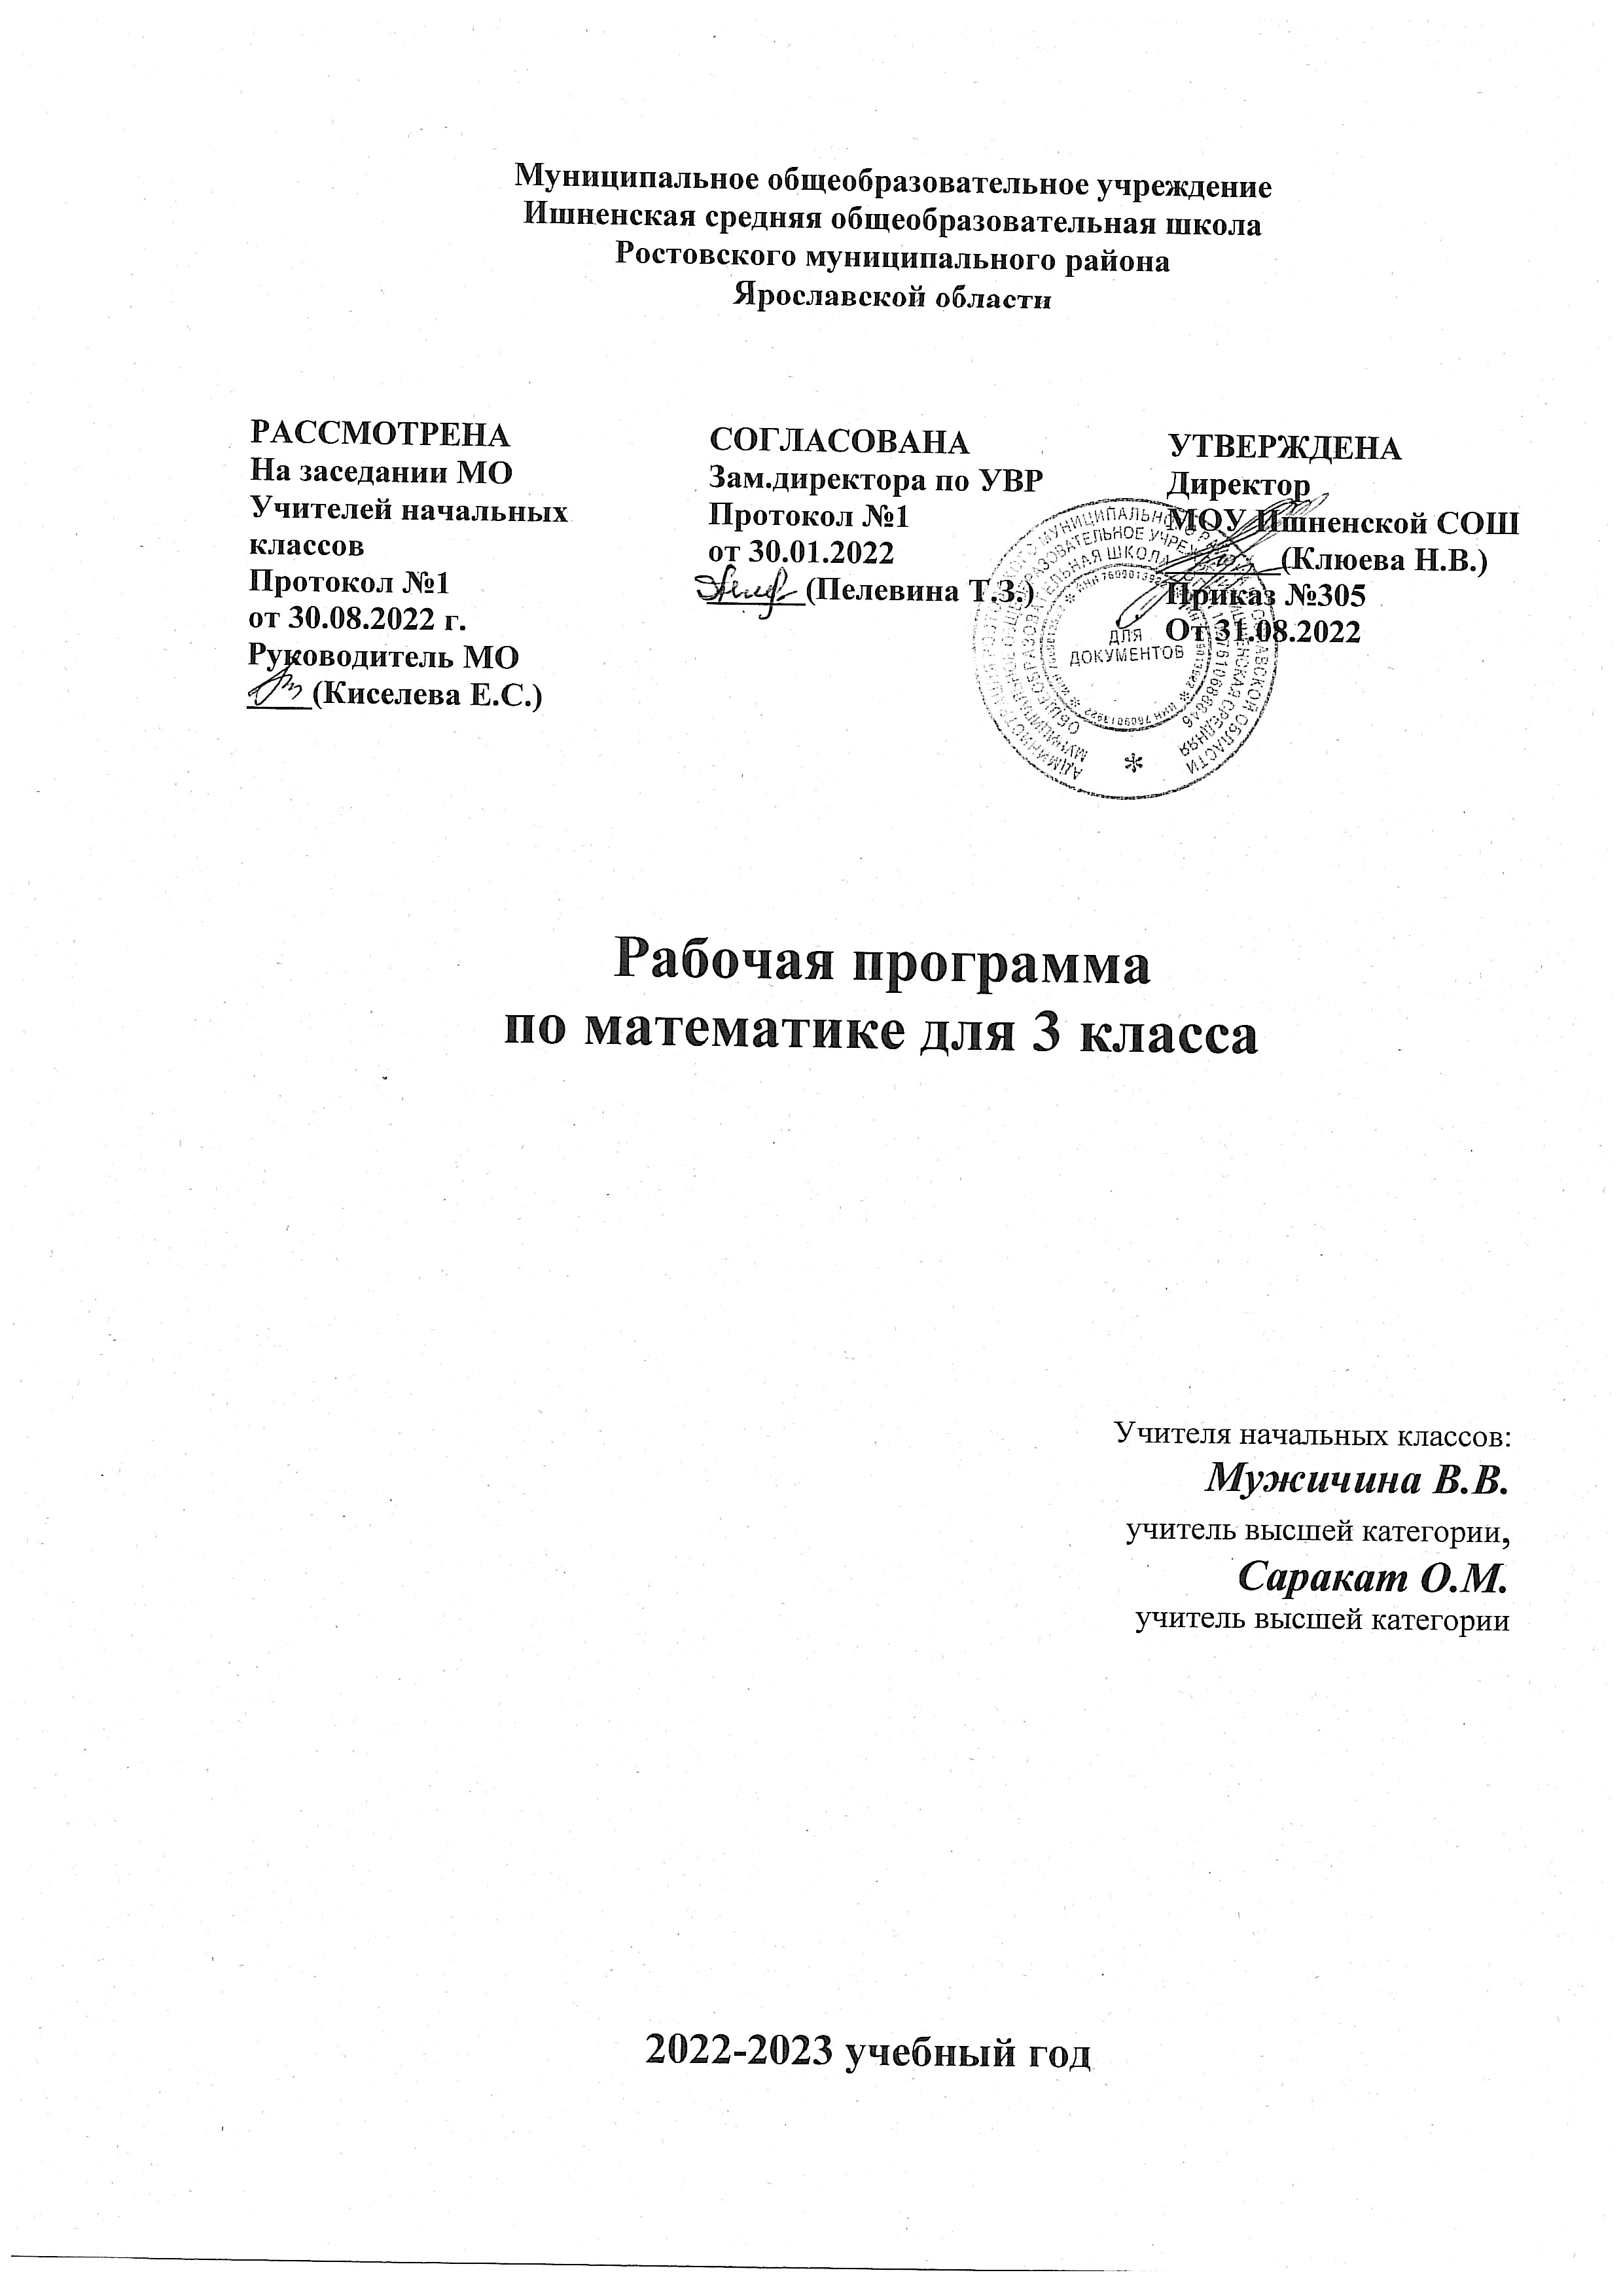 Муниципальное общеобразовательное учреждение
Ишненская средняя общеобразовательная школа
Ростовского муниципального района
Ярославской области
РАССМОТРЕНА
На заседании МО
Учителей начальных
классов
Протокол №1
от 30.08.2022 г.
Руководитель МО
____(Киселева Е.С.)
СОГЛАСОВАНА
Зам.директора по УВР
Протокол №1
от 30.01.2022
______(Пелевина Т.З.)
УТВЕРЖДЕНА
Директор
МОУ Ишненской СОШ
_______(Клюева Н.В.)
Приказ №305
От 31.08.2022
ДЛЯ
ДОКУМЕНТОВ
Рабочая программа
по математике для 3 класса
Учителя начальных классов:
Мужичина В.В.
учитель высшей категории,
Саракат О.М.
учитель высшей категории
2022-2023 учебный год